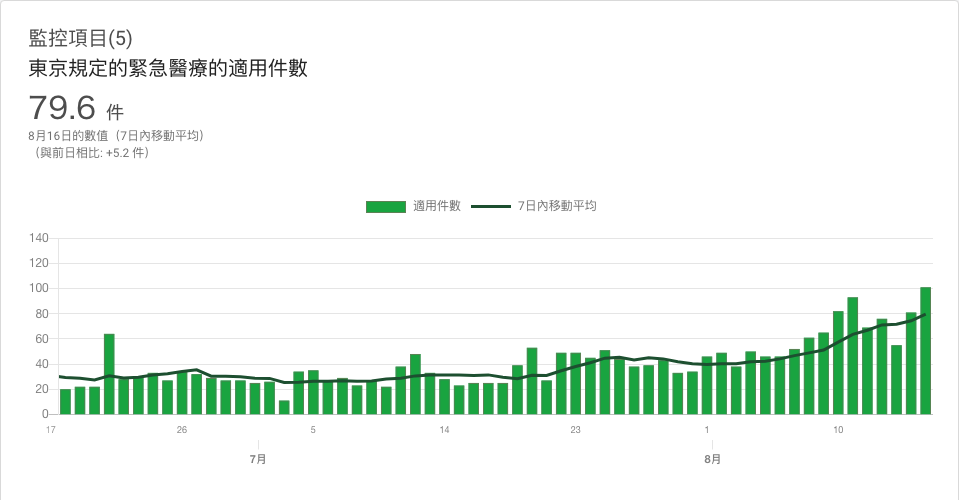 監控項目(5)
東京規定的緊急醫療的適用件數
79.6 件
8月16日的數值（7日內移動平均）
（與前日相比: +5.2 件）
適用件數 7日內移動平均
140
120
100
80
60
40
20
0
17 26 5 14 23 1 10
7月 8月